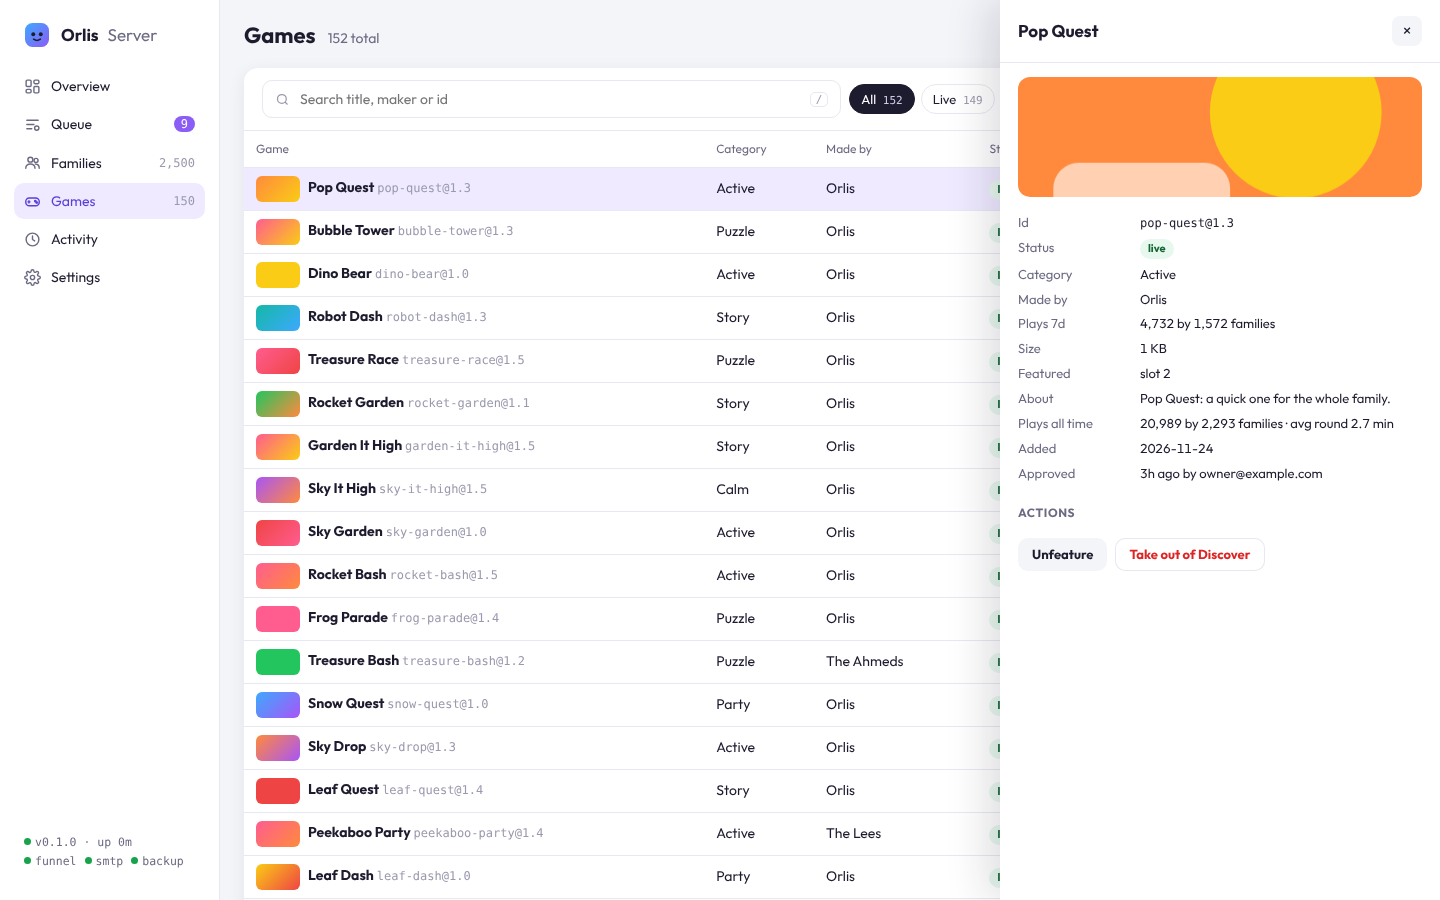 Orlis Server
Overview
Queue 9
Families 2,500
Games 150
Activity
Settings
v0.1.0 · up 0m
funnel smtp backup
Games 152 total
Search title, maker or id /
All 152 Live 149
Game Category Made by
Pop Quest pop-quest@1.3 Active Orlis
Bubble Tower bubble-tower@1.3 Puzzle Orlis
Dino Bear dino-bear@1.0 Active Orlis
Robot Dash robot-dash@1.3 Story Orlis
Treasure Race treasure-race@1.5 Puzzle Orlis
Rocket Garden rocket-garden@1.1 Story Orlis
Garden It High garden-it-high@1.5 Story Orlis
Sky It High sky-it-high@1.5 Calm Orlis
Sky Garden sky-garden@1.0 Active Orlis
Rocket Bash rocket-bash@1.5 Active Orlis
Frog Parade frog-parade@1.4 Puzzle Orlis
Treasure Bash treasure-bash@1.2 Puzzle The Ahmeds
Snow Quest snow-quest@1.0 Party Orlis
Sky Drop sky-drop@1.3 Active Orlis
Leaf Quest leaf-quest@1.4 Story Orlis
Peekaboo Party peekaboo-party@1.4 Active The Lees
Leaf Dash leaf-dash@1.0 Party Orlis
Pop Quest ×
Id pop-quest@1.3
Status live
Category Active
Made by Orlis
Plays 7d 4,732 by 1,572 families
Size 1 KB
Featured slot 2
About Pop Quest: a quick one for the whole family.
Plays all time 20,989 by 2,293 families · avg round 2.7 min
Added 2026-11-24
Approved 3h ago by owner@example.com
ACTIONS
Unfeature Take out of Discover